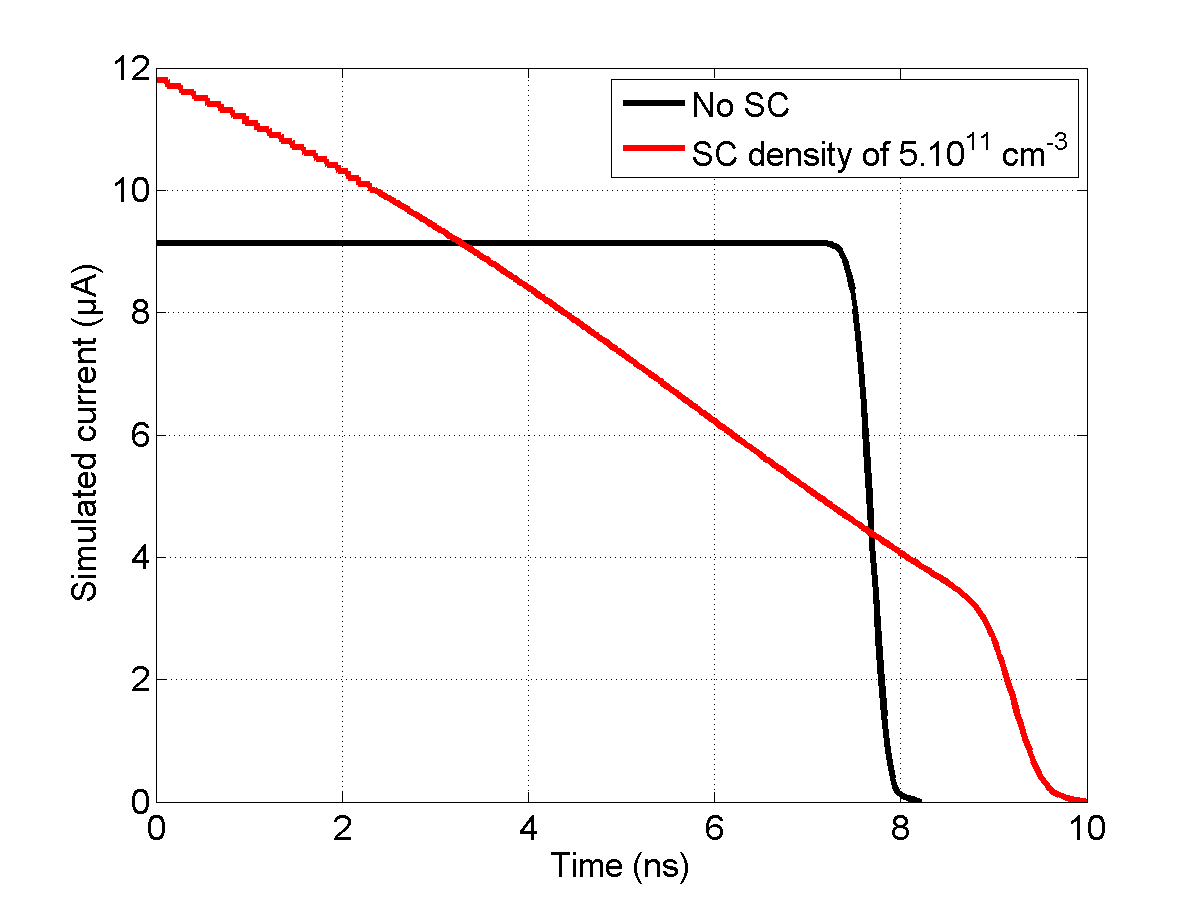 12
10
8
6
4
2
0
Simulated current (µA)
No SC
SC density of 5.10¹¹ cm⁻³
0 2 4 6 8 10
Time (ns)